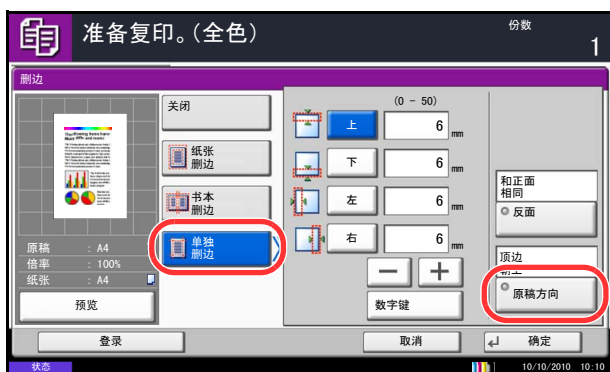 准备复印。(全色)
份数
1
删边
关闭
纸张
删边
书本
删边
单独
删边
原稿 : A4
倍率 : 100%
纸张 : A4
预览
(0 - 50)
上 6 mm
下 6 mm
左 6 mm
右 6 mm
数字键
和正面
相同
反面
顶边
原稿方向
登录
取消
确定
状态
10/10/2010 10:10